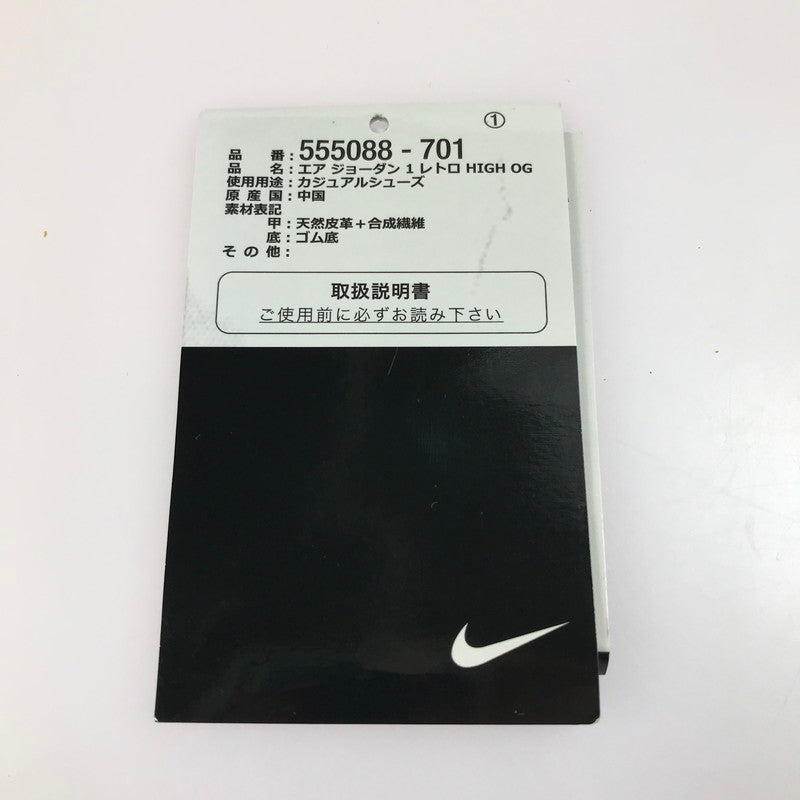 ①
品 番：555088 - 701
品 名：エア ジョーダン 1 レトロ HIGH OG
使用用途：カジュアルシューズ
原 産 国：中国
素材表記
甲：天然皮革＋合成繊維
底：ゴム底
そ の 他：
取扱説明書
ご使用前に必ずお読み下さい